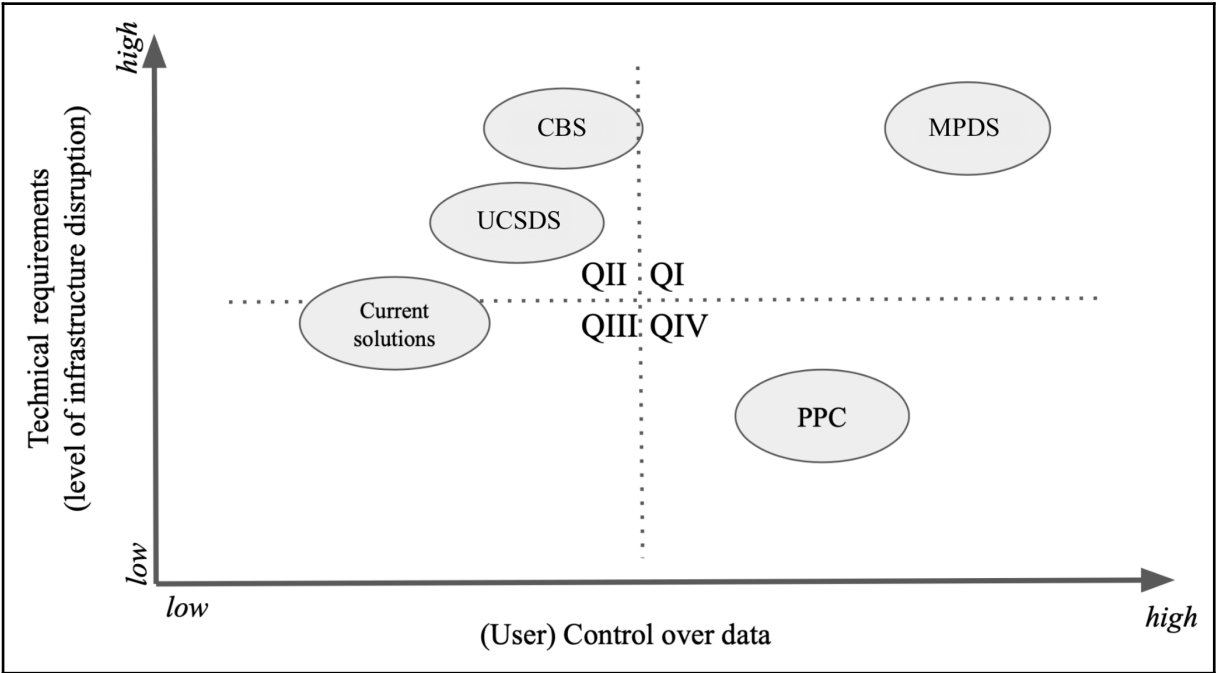 high
Technical requirements
(level of infrastructure disruption)
CBS
MPDS
UCSDS
QII QI
Current
solutions
QIII QIV
PPC
low
low
high
(User) Control over data